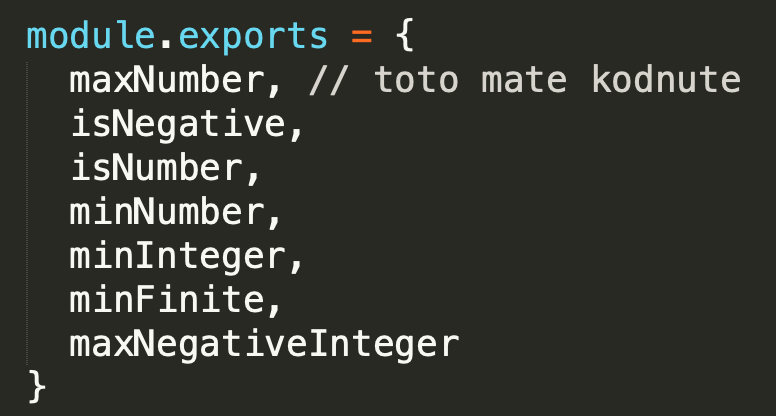 module.exports = {
maxNumber, // toto mate kodnute
isNegative,
isNumber,
minNumber,
minInteger,
minFinite,
maxNegativeInteger
}